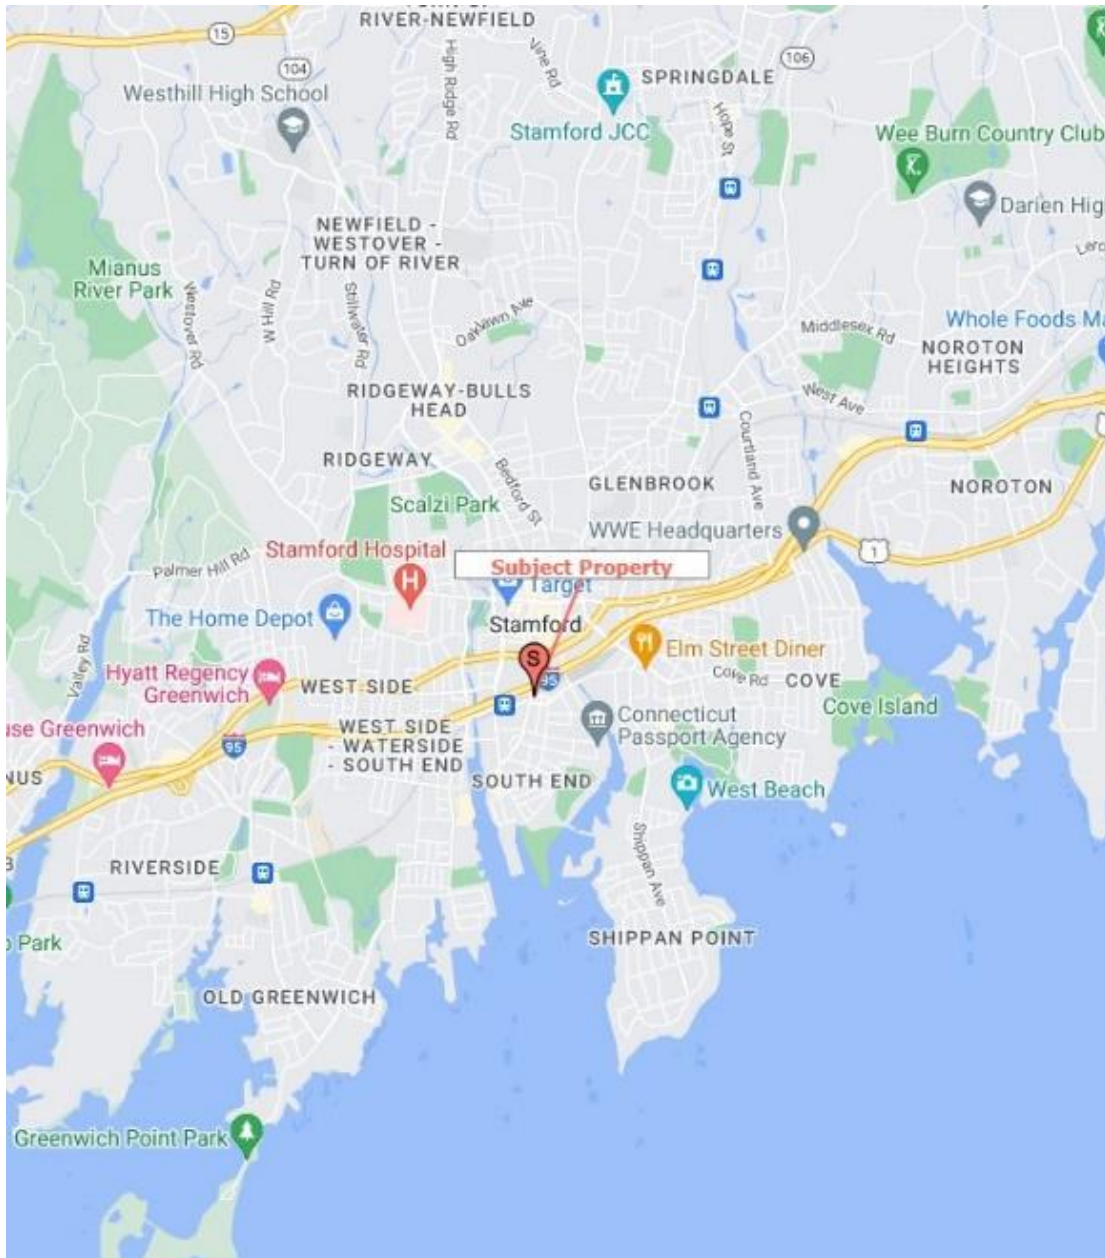 RIVER-NEWFIELD
15
106
Vine Rd
High Ridge Rd
104
SPRINGDALE
Westhill High School
Hope St
Stamford JCC
Wee Burn Country Club
Darien Hig
NEWFIELD -
WESTOVER -
TURN OF RIVER
Mianus
River Park
Westover Rd
W Hill Rd
Stillwater Rd
Oaklawn Ave
Middlesex Rd
Whole Foods Ma
NOROTON
HEIGHTS
RIDGEWAY-BULLS
HEAD
West Ave
Courtland Ave
RIDGEWAY
Bedford St
GLENBROOK
NOROTON
Scalzi Park
WWE Headquarters
1
Stamford Hospital
H
Palmer Hill Rd
Subject Property
Target
The Home Depot
Stamford
Elm Street Diner
Valley Rd
S
95
Hyatt Regency
Greenwich
WEST SIDE
Cove Rd
COVE
Cove Island
use Greenwich
95
WEST SIDE
- WATERSIDE
- SOUTH END
Connecticut
Passport Agency
NUS
SOUTH END
West Beach
Shippan Ave
RIVERSIDE
Park
SHIPPAN POINT
OLD GREENWICH
Greenwich Point Park